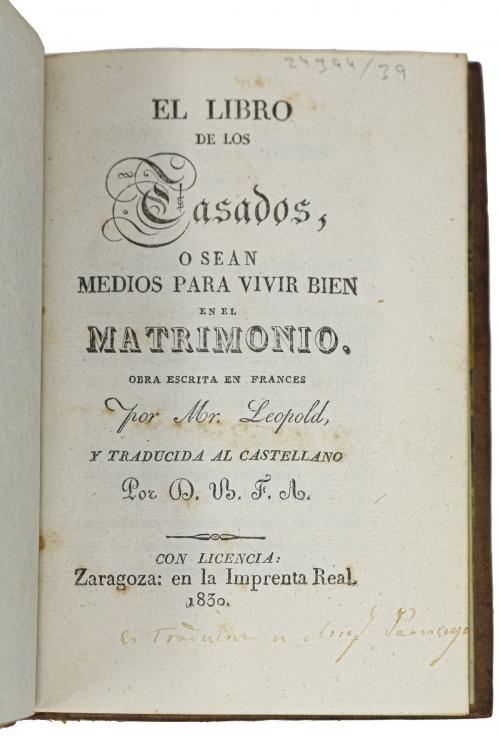 24394/39
EL LIBRO
DE LOS
Casados,
O SEAN
MEDIOS PARA VIVIR BIEN
EN EL
MATRIMONIO.
OBRA ESCRITA EN FRANCES
por Mr. Leopold,
Y TRADUCIDA AL CASTELLANO
Por D. V. F. A.
CON LICENCIA:
Zaragoza: en la Imprenta Real.
1830.